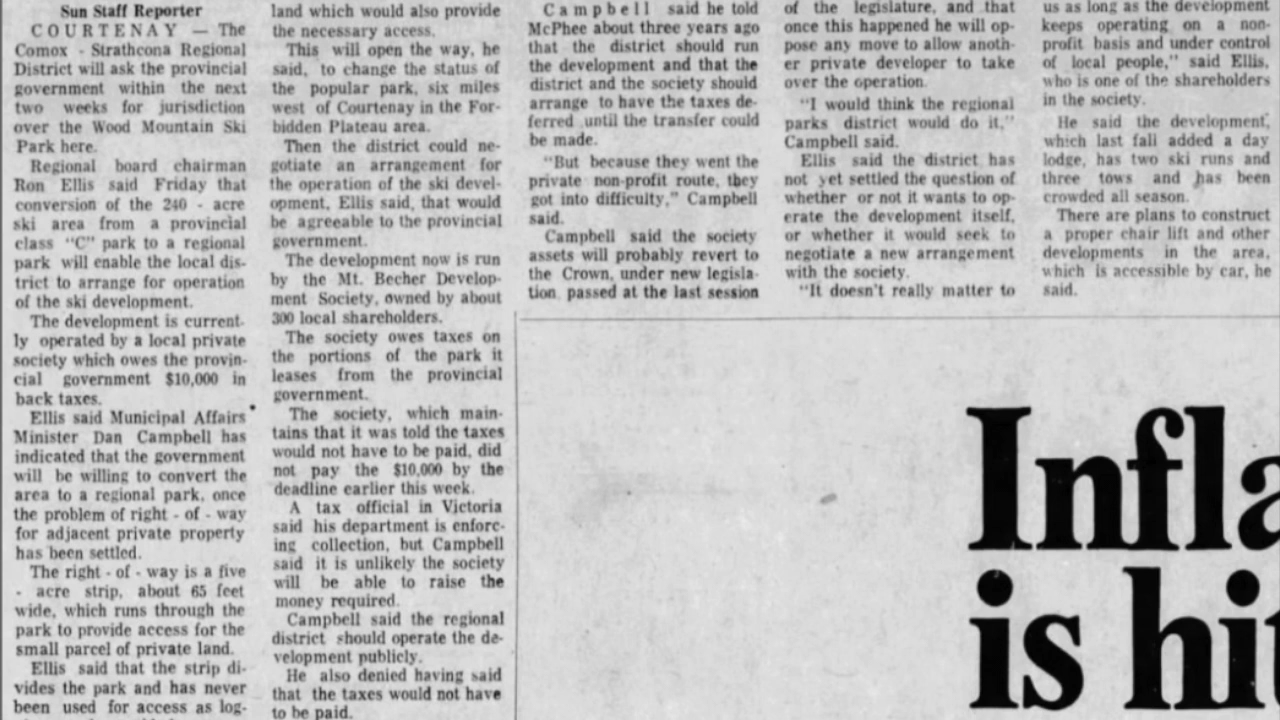 Sun Staff Reporter
COURTENAY — The
Comox - Strathcona Regional
District will ask the provincial
government within the next
two weeks for jurisdiction
over the Wood Mountain Ski
Park here.
Regional board chairman
Ron Ellis said Friday that
conversion of the 240 - acre
ski area from a provincial
class "C" park to a regional
park will enable the local dis-
trict to arrange for operation
of the ski development.
The development is current-
ly operated by a local private
society which owes the provin-
cial government $10,000 in
back taxes.
Ellis said Municipal Affairs
Minister Dan Campbell has
indicated that the government
will be willing to convert the
area to a regional park, once
the problem of right - of - way
for adjacent private property
has been settled.
The right - of - way is a five
- acre strip, about 65 feet
wide, which runs through the
park to provide access for the
small parcel of private land.
Ellis said that the strip di-
vides the park and has never
been used for access as log-
land which would also provide
the necessary access.
This will open the way, he
said, to change the status of
the popular park, six miles
west of Courtenay in the For-
bidden Plateau area.
Then the district could ne-
gotiate an arrangement for
the operation of the ski devel-
opment, Ellis said, that would
be agreeable to the provincial
government.
The development now is run
by the Mt. Becher Develop-
ment Society, owned by about
300 local shareholders.
The society owes taxes on
the portions of the park it
leases from the provincial
government.
The society, which main-
tains that it was told the taxes
would not have to be paid, did
not pay the $10,000 by the
deadline earlier this week.
A tax official in Victoria
said his department is enforc-
ing collection, but Campbell
said it is unlikely the society
will be able to raise the
money required.
Campbell said the regional
district should operate the de-
velopment publicly.
He also denied having said
that the taxes would not have
to be paid.
Campbell said he told
McPhee about three years ago
that the district should run
the development and that the
district and the society should
arrange to have the taxes de-
ferred until the transfer could
be made.
"But because they went the
private non-profit route, they
got into difficulty," Campbell
said.
Campbell said the society
assets will probably revert to
the Crown, under new legisla-
tion passed at the last session
of the legislature, and that
once this happened he will op-
pose any move to allow anoth-
er private developer to take
over the operation.
"I would think the regional
parks district would do it,"
Campbell said.
Ellis said the district has
not yet settled the question of
whether or not it wants to op-
erate the development itself,
or whether it would seek to
negotiate a new arrangement
with the society.
"It doesn't really matter to
us as long as the development
keeps operating on a non-
profit basis and under control
of local people," said Ellis,
who is one of the shareholders
in the society.
He said the development,
which last fall added a day
lodge, has two ski runs and
three tows and has been
crowded all season.
There are plans to construct
a proper chair lift and other
developments in the area,
which is accessible by car, he
said.
Infla
is hit